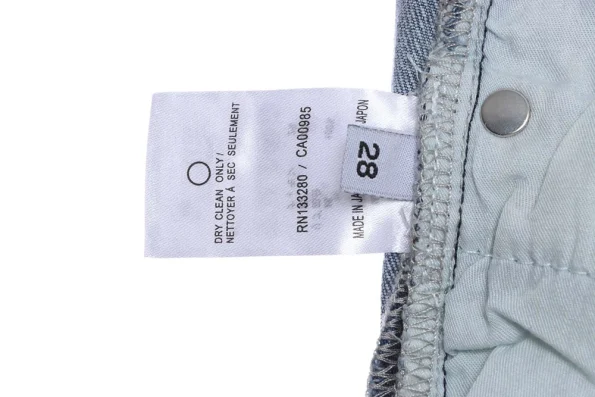 28
MADE IN JA
JAPON
RN133280 / CA00985
DRY CLEAN ONLY/
NETTOYER À SEC SEULEMENT